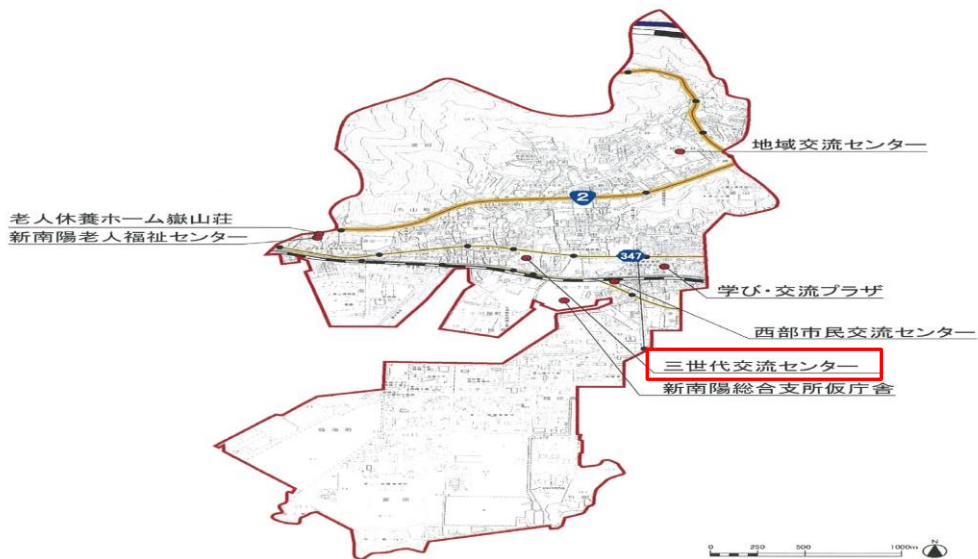 地域交流センター
2
老人休養ホーム嶽山荘
新南陽老人福祉センター
347
学び・交流プラザ
西部市民交流センター
三世代交流センター
新南陽総合支所仮庁舎
0 250 500 1000m